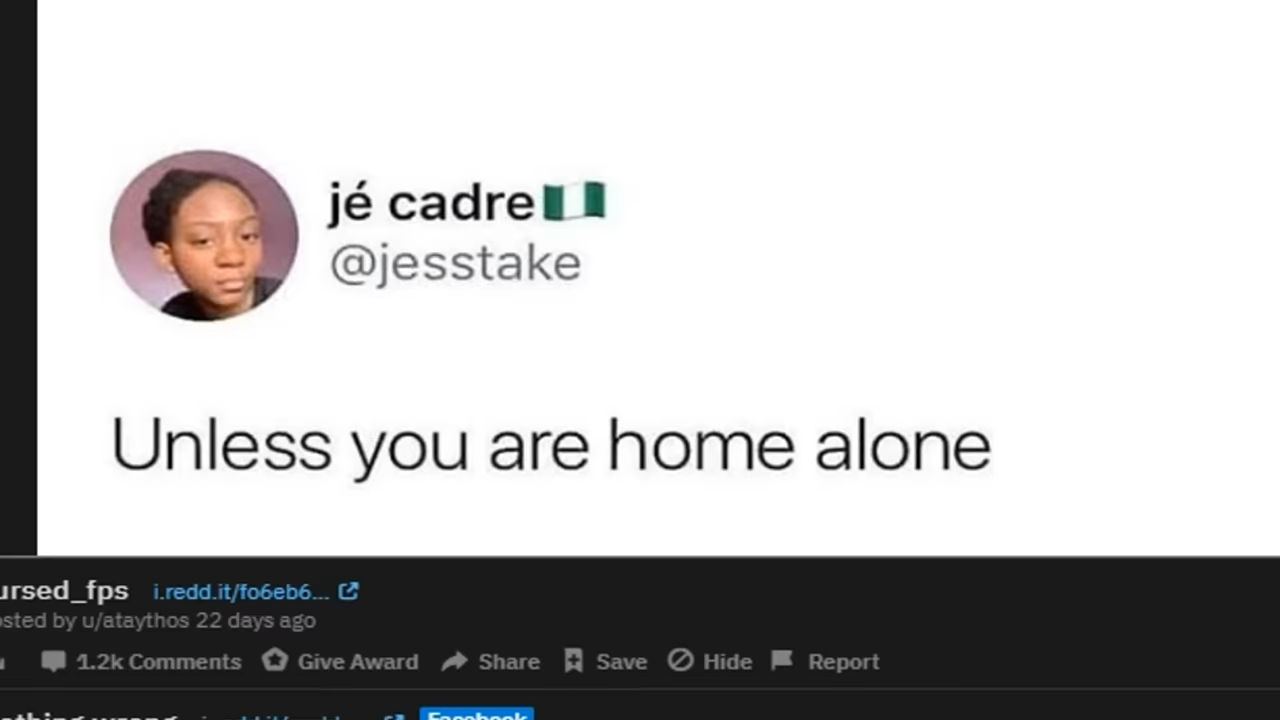 jé cadre🇳🇬
@jesstake
Unless you are home alone
ursed_fps i.redd.it/fo6eb6...
osted by u/ataythos 22 days ago
1.2k Comments Give Award Share Save Hide Report
Facebook